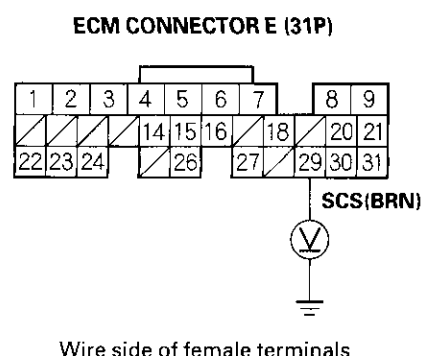 ECM CONNECTOR E (31P)
1 2 3 4 5 6 7 8 9
14 15 16 18 20 21
22 23 24 26 27 29 30 31
SCS(BRN)
V
Wire side of female terminals